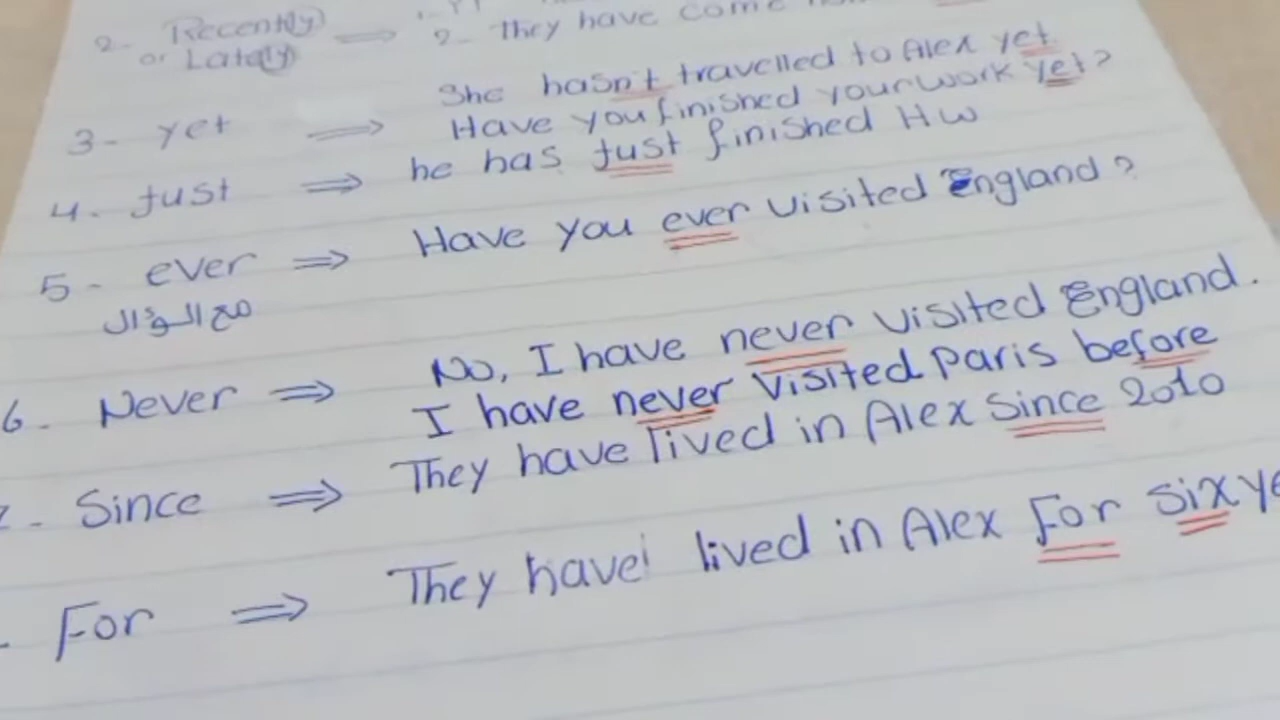 2- Recently 2- They have come
or Lately
She hasn't travelled to Alex yet
3- yet ⇒ Have you finished your work yet?
4- Just ⇒ he has Just finished HW
5- ever ⇒ Have you ever visited England?
مع السؤال
No, I have never visited England.
6- Never ⇒ I have never visited Paris before
7- Since ⇒ They have lived in Alex Since 2010
- For ⇒ They have lived in Alex For six